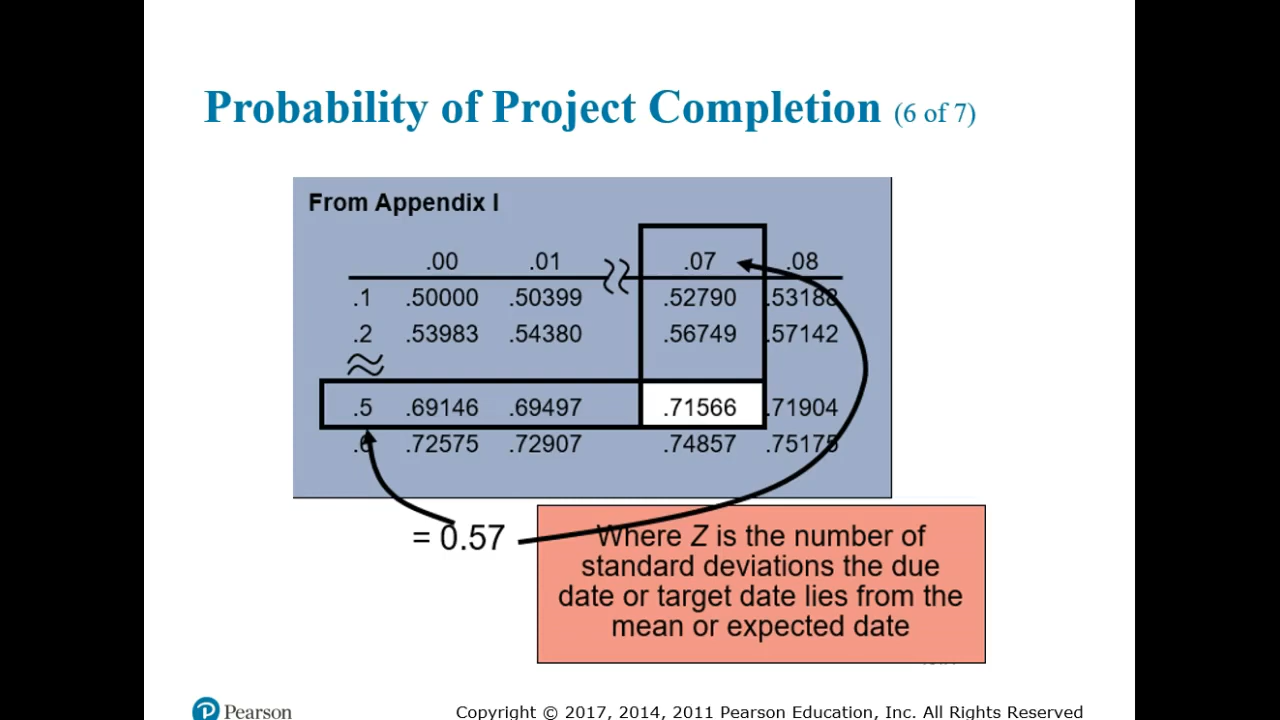 Probability of Project Completion (6 of 7)
From Appendix I
.00 .01 .07 .08
.1 .50000 .50399 .52790 .53188
.2 .53983 .54380 .56749 .57142
.5 .69146 .69497 .71566 .71904
.6 .72575 .72907 .74857 .75175
= 0.57
Where Z is the number of
standard deviations the due
date or target date lies from the
mean or expected date
Pearson
Copyright © 2017, 2014, 2011 Pearson Education, Inc. All Rights Reserved